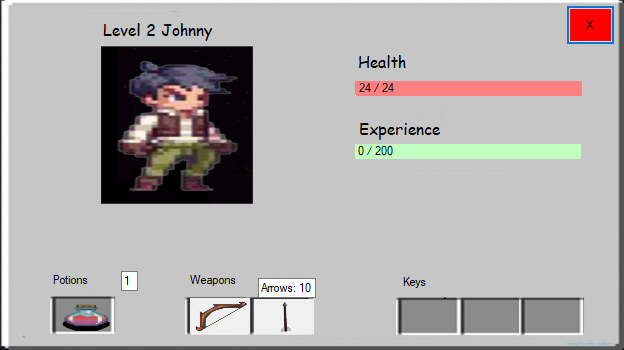 Level 2 Johnny
X
Health
24 / 24
Experience
0 / 200
Potions
1
Weapons
Arrows: 10
Keys